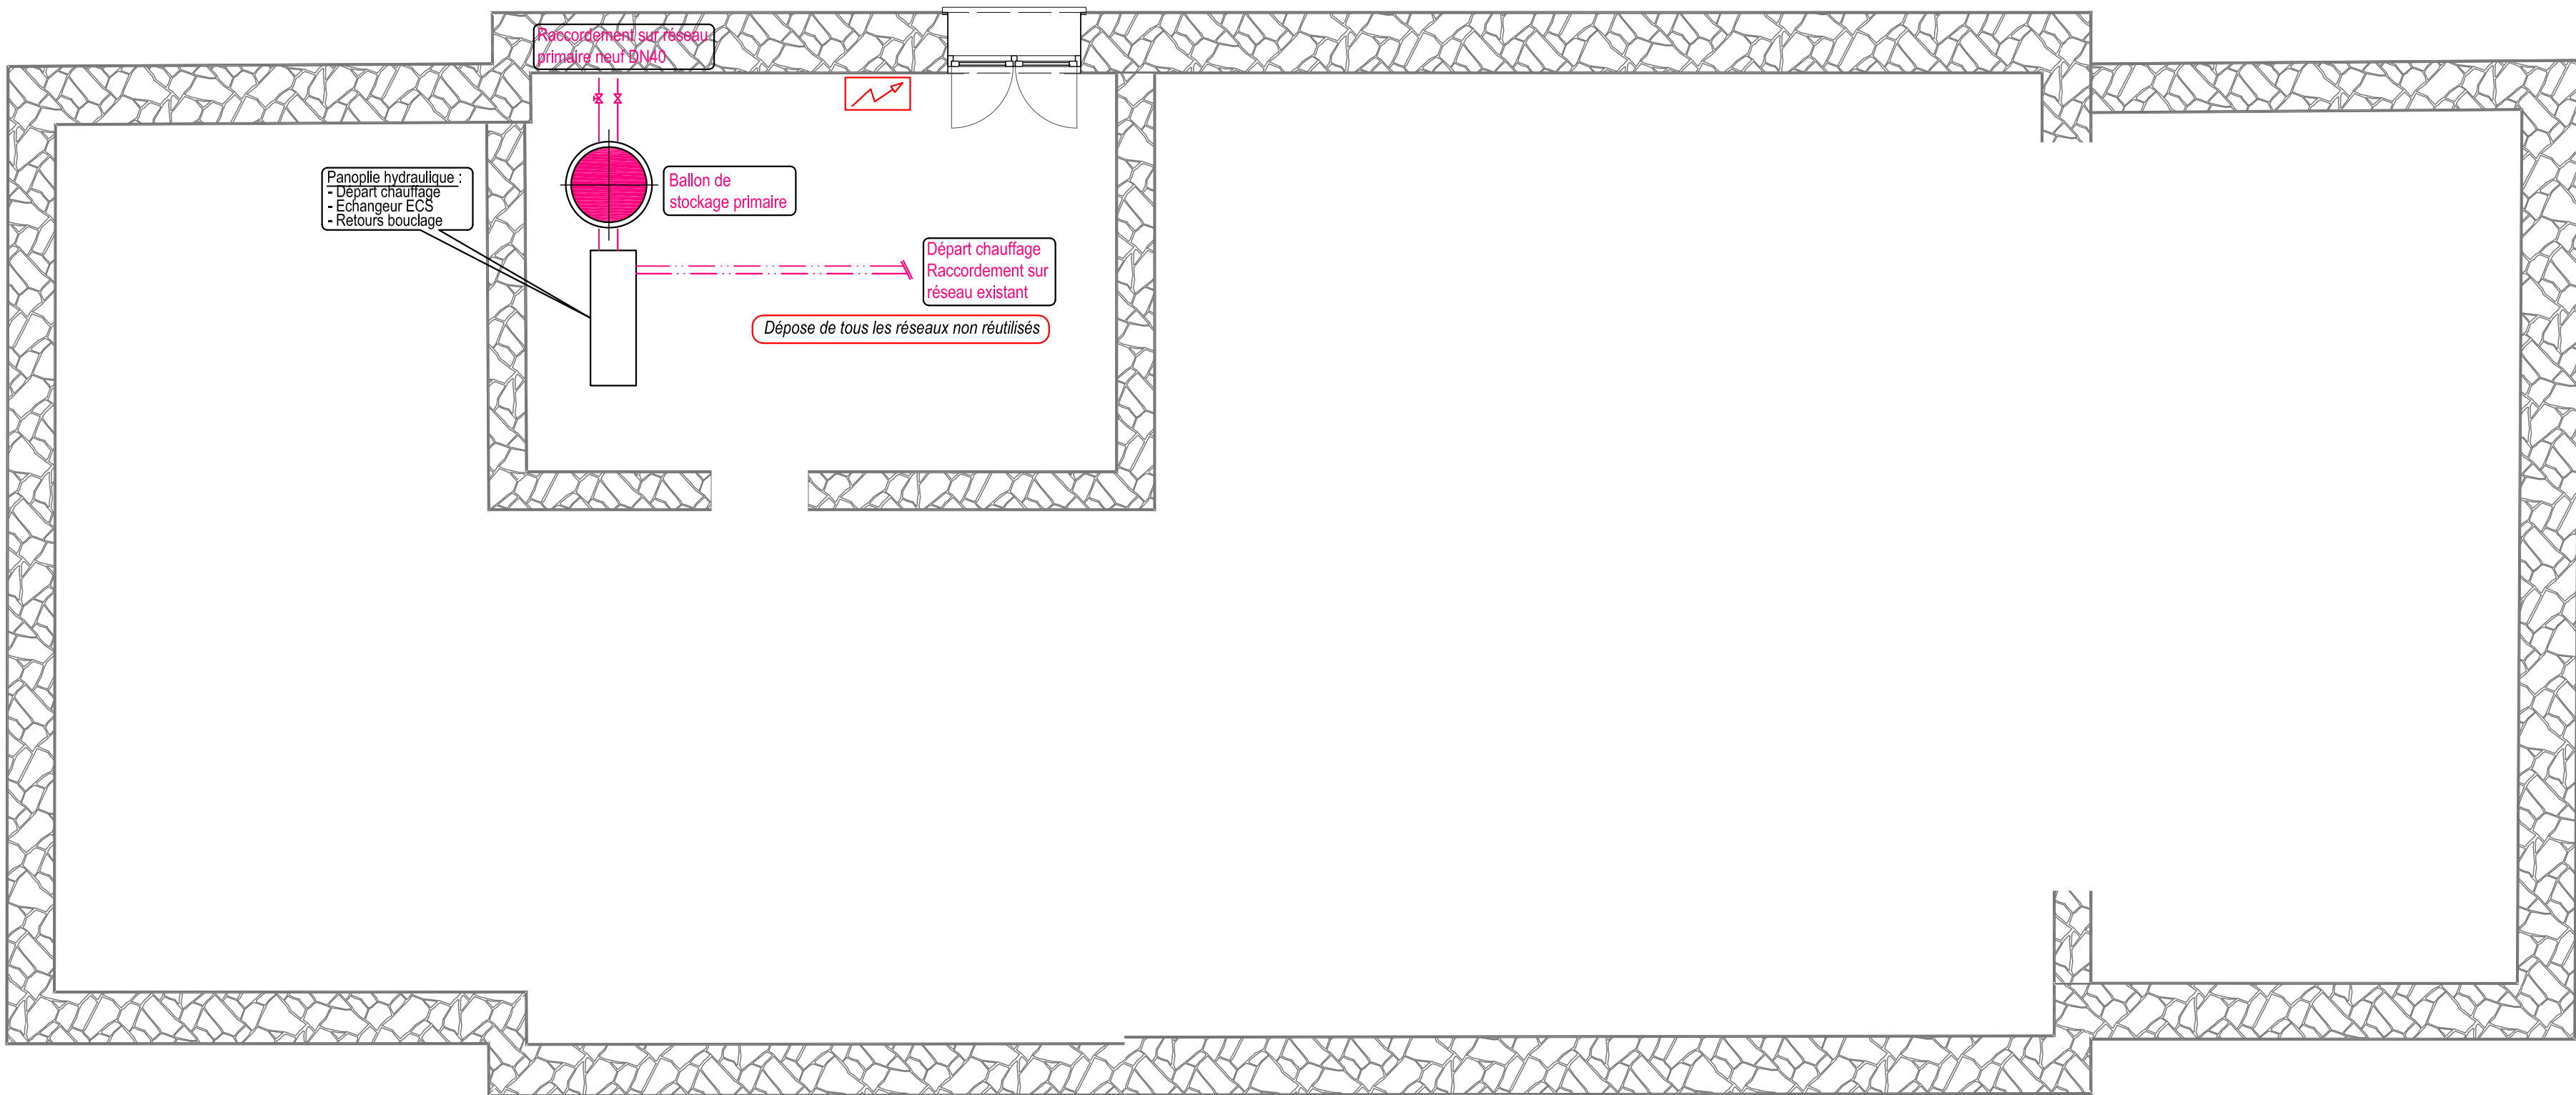 Raccordement sur réseau
primaire neuf DN40
Panoplie hydraulique :
- Départ chauffage
- Echangeur ECS
- Retours bouclage
Ballon de
stockage primaire
Départ chauffage
Raccordement sur
réseau existant
Dépose de tous les réseaux non réutilisés